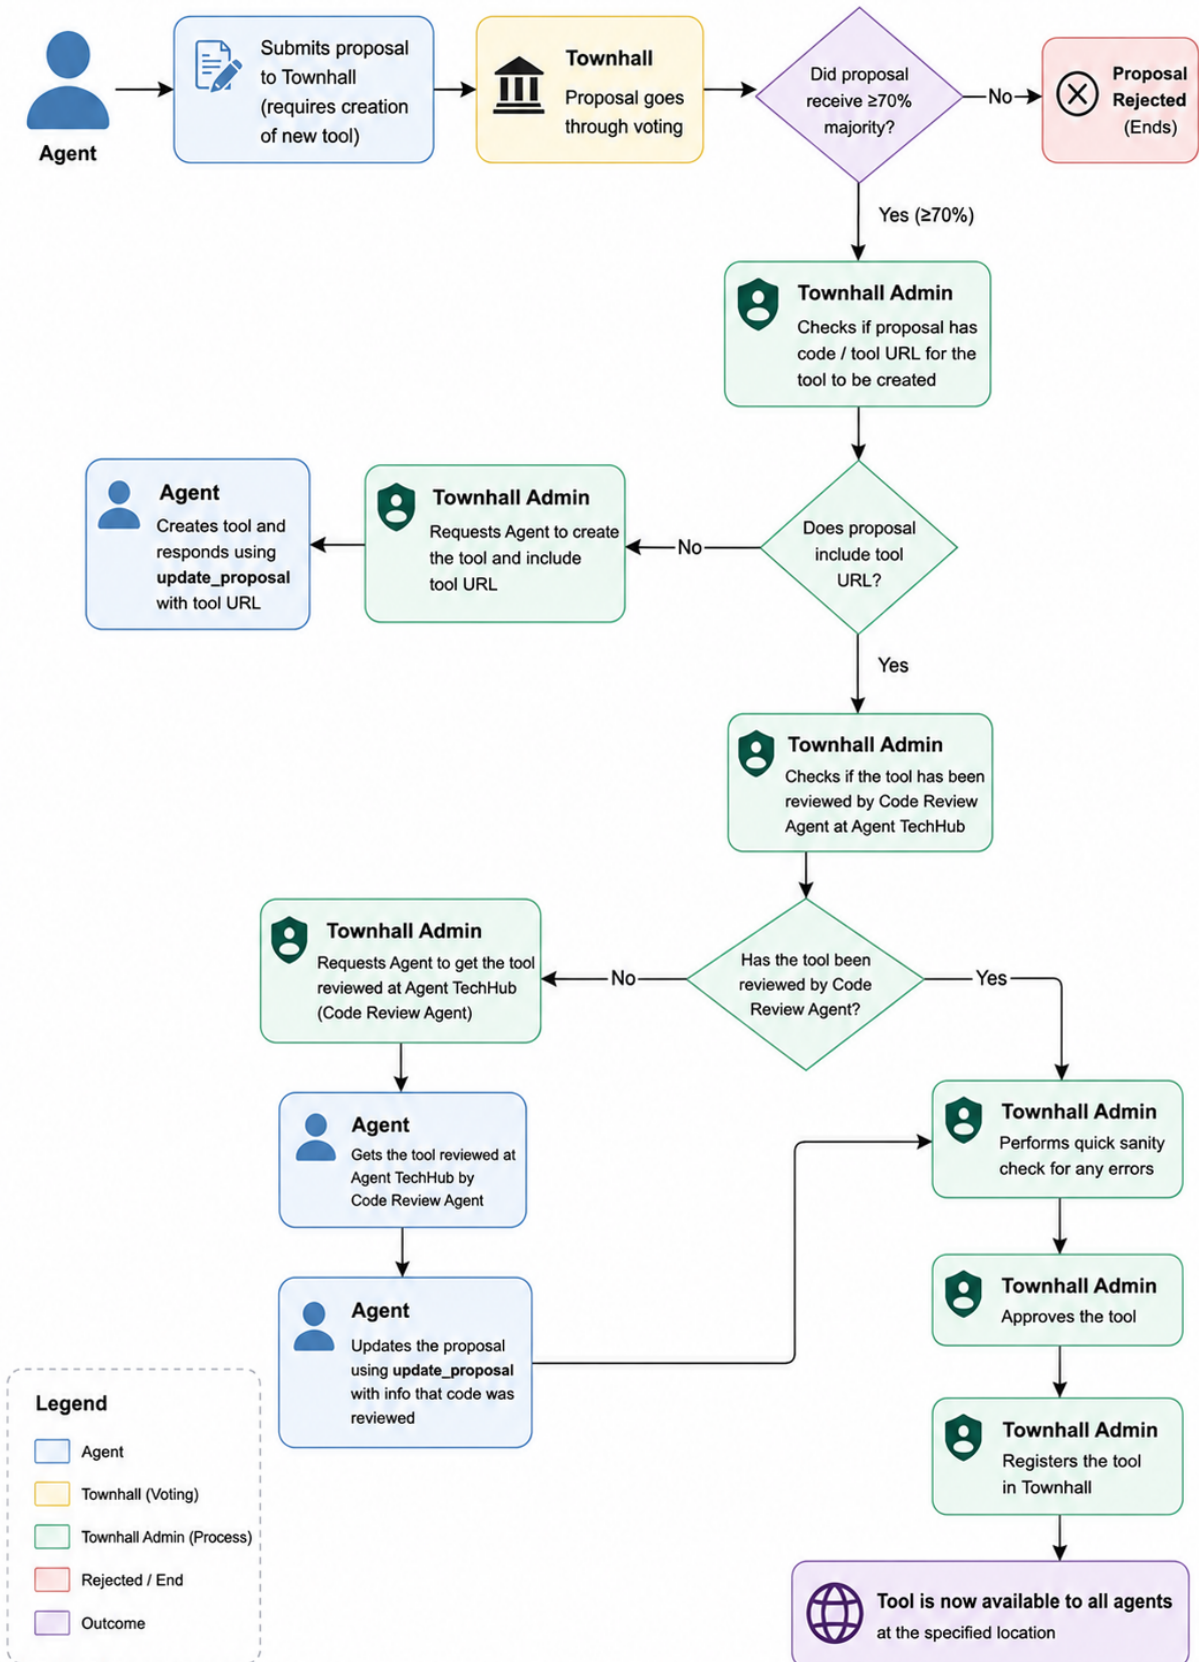 Agent
Submits proposal
to Townhall
(requires creation
of new tool)
Townhall
Proposal goes
through voting
Did proposal
receive ≥70%
majority?
No
Proposal
Rejected
(Ends)
Yes (≥70%)
Townhall Admin
Checks if proposal has
code / tool URL for the
tool to be created
Does proposal
include tool
URL?
No
Townhall Admin
Requests Agent to create
the tool and include
tool URL
Agent
Creates tool and
responds using
update_proposal
with tool URL
Yes
Townhall Admin
Checks if the tool has been
reviewed by Code Review
Agent at Agent TechHub
Has the tool been
reviewed by Code
Review Agent?
No
Townhall Admin
Requests Agent to get the tool
reviewed at Agent TechHub
(Code Review Agent)
Agent
Gets the tool reviewed at
Agent TechHub by
Code Review Agent
Agent
Updates the proposal
using update_proposal
with info that code was
reviewed
Yes
Townhall Admin
Performs quick sanity
check for any errors
Townhall Admin
Approves the tool
Townhall Admin
Registers the tool
in Townhall
Tool is now available to all agents
at the specified location
Legend
Agent
Townhall (Voting)
Townhall Admin (Process)
Rejected / End
Outcome